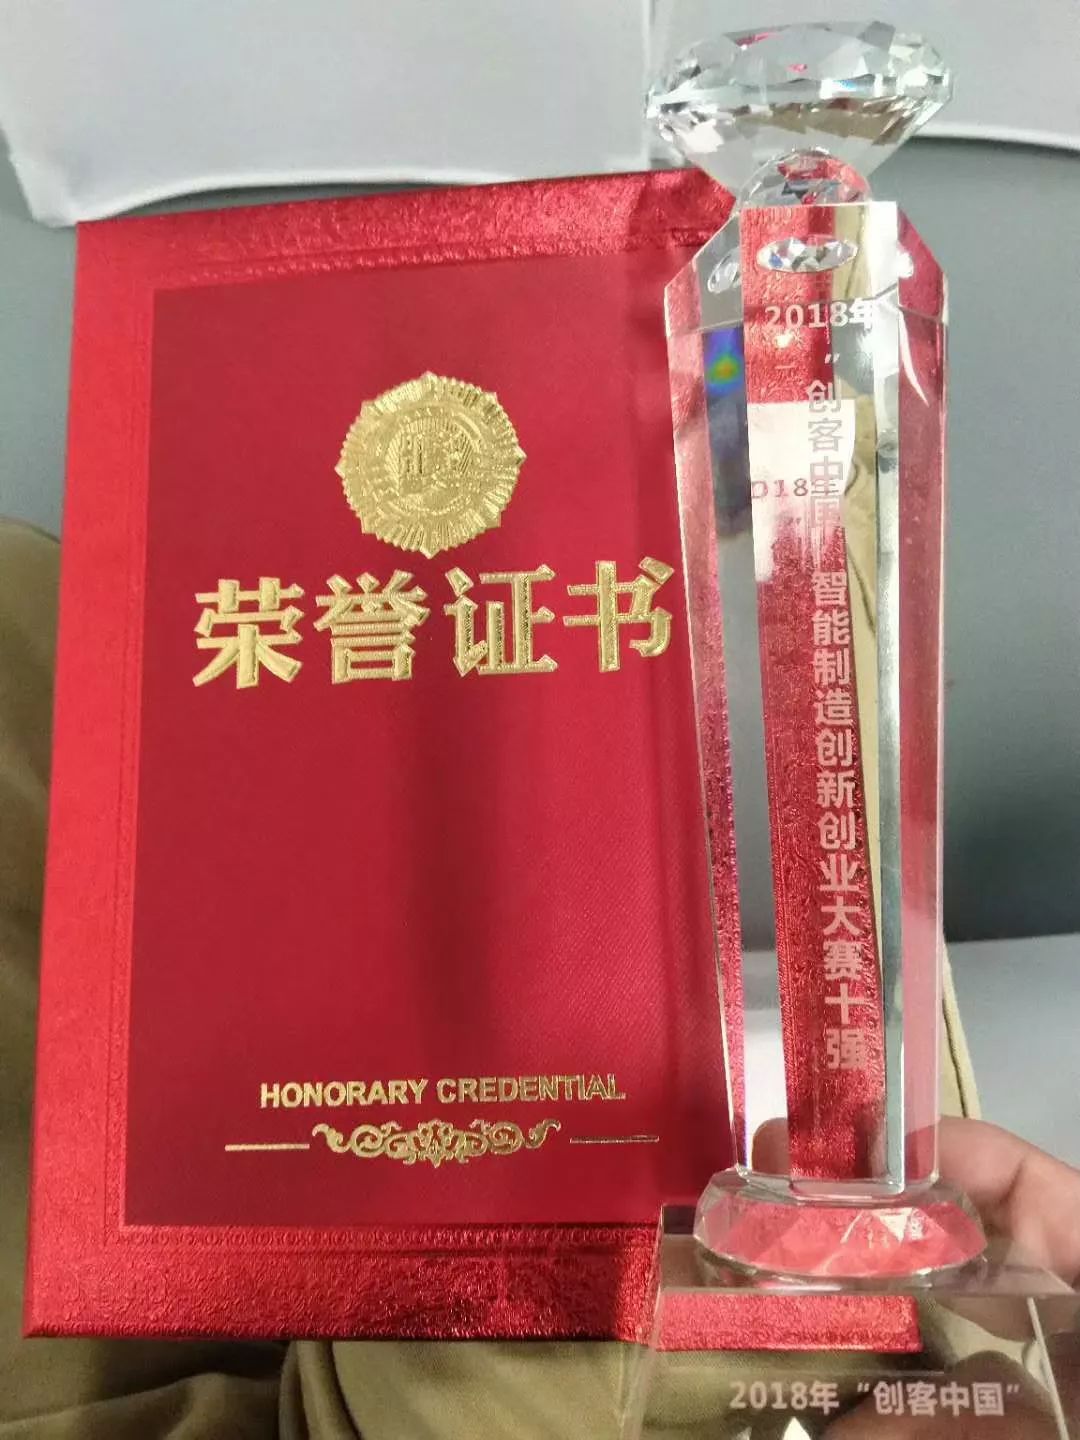 荣誉证书
HONORARY CREDENTIAL
2018年
“创客中国”智能制造创新创业大赛十强
2018年“创客中国”